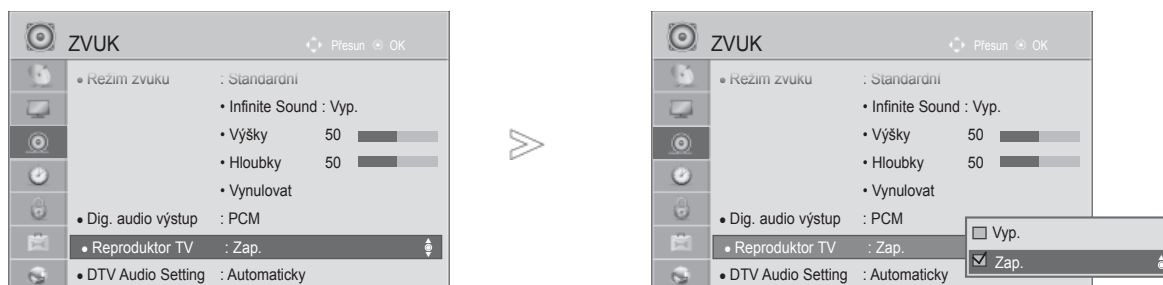 ZVUK Přesun OK
• Režim zvuku : Standardní
• Infinite Sound : Vyp.
• Výšky 50
• Hloubky 50
• Vynulovat
• Dig. audio výstup : PCM
• Reproduktor TV : Zap.
• DTV Audio Setting : Automaticky
>
ZVUK Přesun OK
• Režim zvuku : Standardní
• Infinite Sound : Vyp.
• Výšky 50
• Hloubky 50
• Vynulovat
• Dig. audio výstup : PCM
• Reproduktor TV : Zap.
• DTV Audio Setting : Automaticky
Vyp.
Zap.